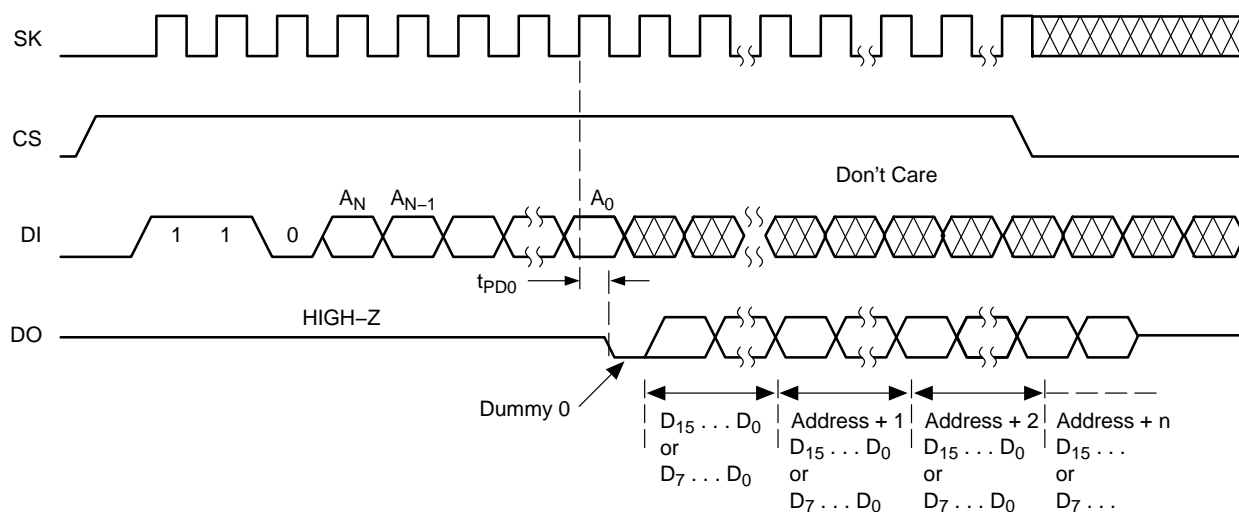 SK
CS
Don't Care
A_N A_N–1 A_0
DI
1 1 0
t_PD0
HIGH–Z
DO
Dummy 0
D_15 . . . D_0
or
D_7 . . . D_0
Address + 1
D_15 . . . D_0
or
D_7 . . . D_0
Address + 2
D_15 . . . D_0
or
D_7 . . . D_0
Address + n
D_15 . . .
or
D_7 . . .